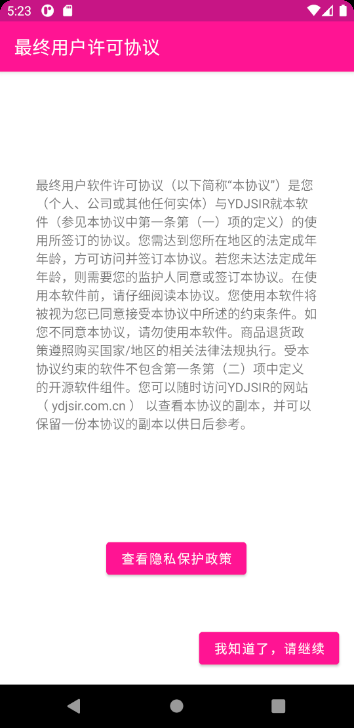 5:23
最终用户许可协议
最终用户软件许可协议（以下简称“本协议”）是您
（个人、公司或其他任何实体）与YDJSIR就本软
件（参见本协议中第一条第（一）项的定义）的使
用所签订的协议。您需达到您所在地区的法定成年
年龄，方可访问并签订本协议。若您未达法定成年
年龄，则需要您的监护人同意或签订本协议。在使
用本软件前，请仔细阅读本协议。您使用本软件将
被视为您已同意接受本协议中所述的约束条件。如
您不同意本协议，请勿使用本软件。商品退货政
策遵照购买国家/地区的相关法律法规执行。受本
协议约束的软件不包含第一条第（二）项中定义
的开源软件组件。您可以随时访问YDJSIR的网站
（ ydjsir.com.cn ） 以查看本协议的副本，并可以
保留一份本协议的副本以供日后参考。
查看隐私保护政策
我知道了，请继续